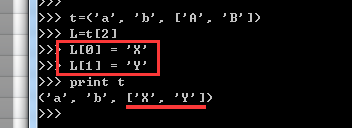 >>>
>>> t=('a', 'b', ['A', 'B'])
>>> L=t[2]
>>> L[0] = 'X'
>>> L[1] = 'Y'
>>> print t
('a', 'b', ['X', 'Y'])
>>>